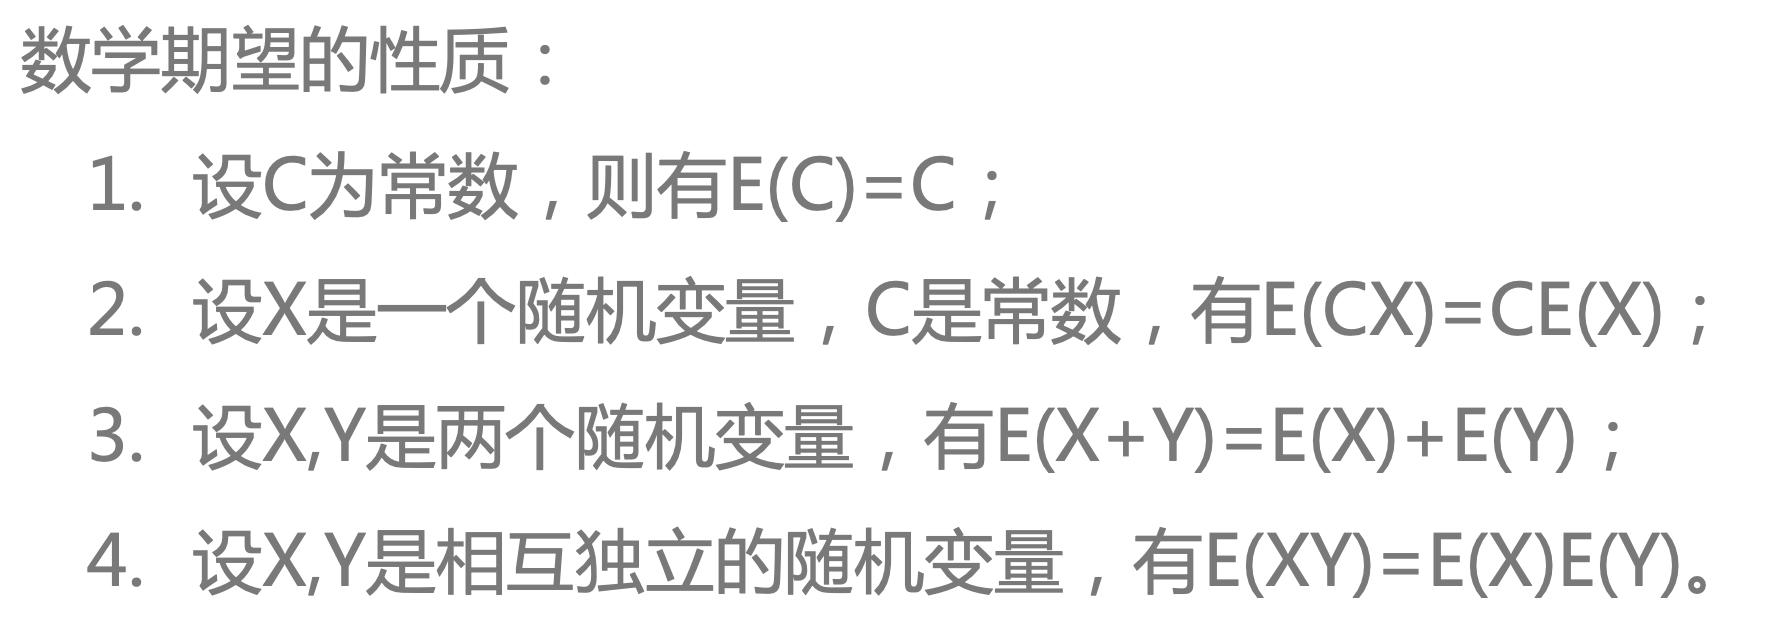 数学期望的性质：
1. 设C为常数，则有E(C)=C；
2. 设X是一个随机变量，C是常数，有E(CX)=CE(X)；
3. 设X,Y是两个随机变量，有E(X+Y)=E(X)+E(Y)；
4. 设X,Y是相互独立的随机变量，有E(XY)=E(X)E(Y)。